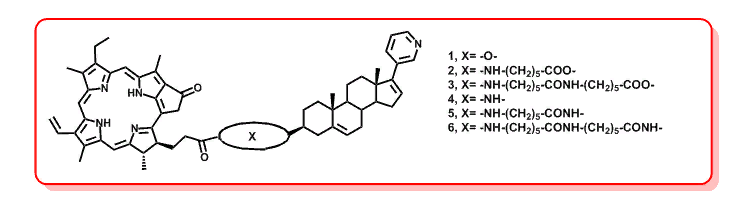 N
O
N
HN
NH
N
O
X
1, X= -O-
2, X= -NH-(CH2)5-COO-
3, X= -NH-(CH2)5-CONH-(CH2)5-COO-
4, X= -NH-
5, X= -NH-(CH2)5-CONH-
6, X= -NH-(CH2)5-CONH-(CH2)5-CONH-